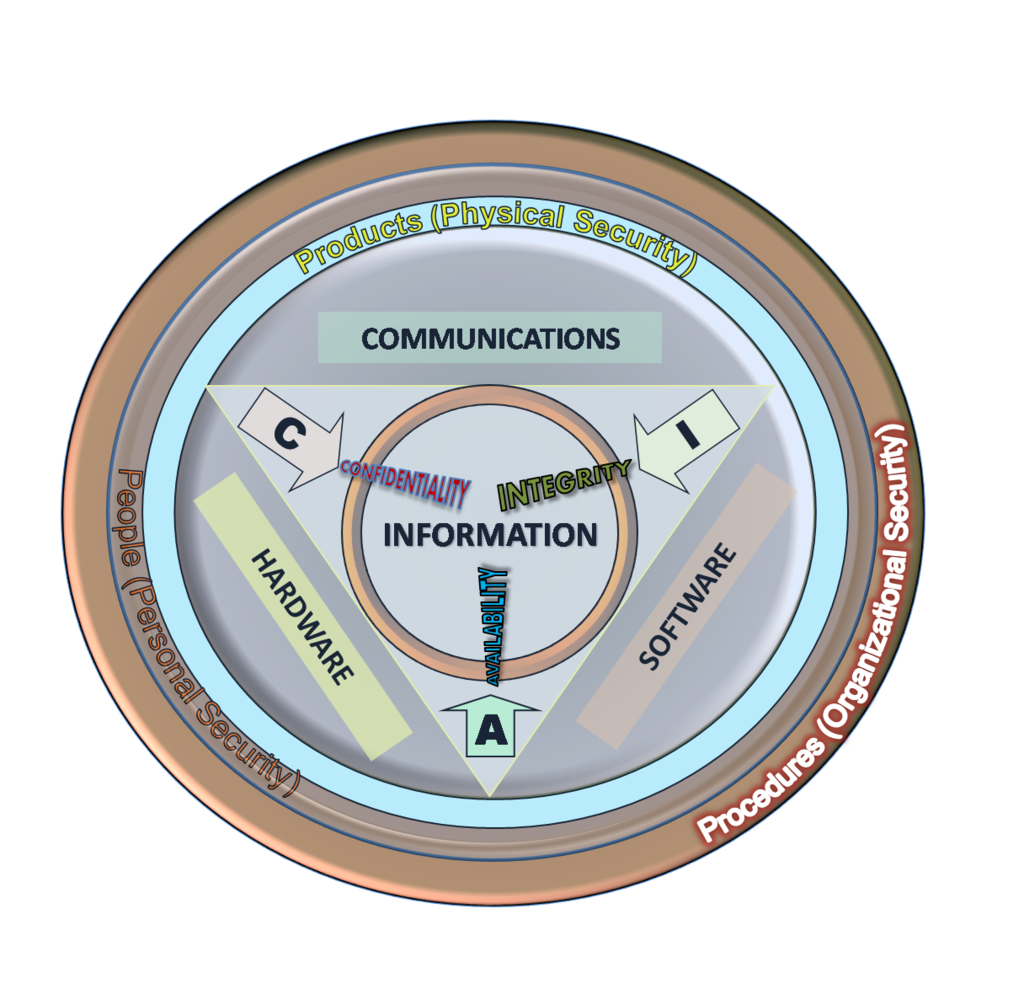 Products (Physical Security)
COMMUNICATIONS
C
I
CONFIDENTIALITY
INTEGRITY
INFORMATION
AVAILABILITY
A
HARDWARE
SOFTWARE
People (Personal Security)
Procedures (Organizational Security)